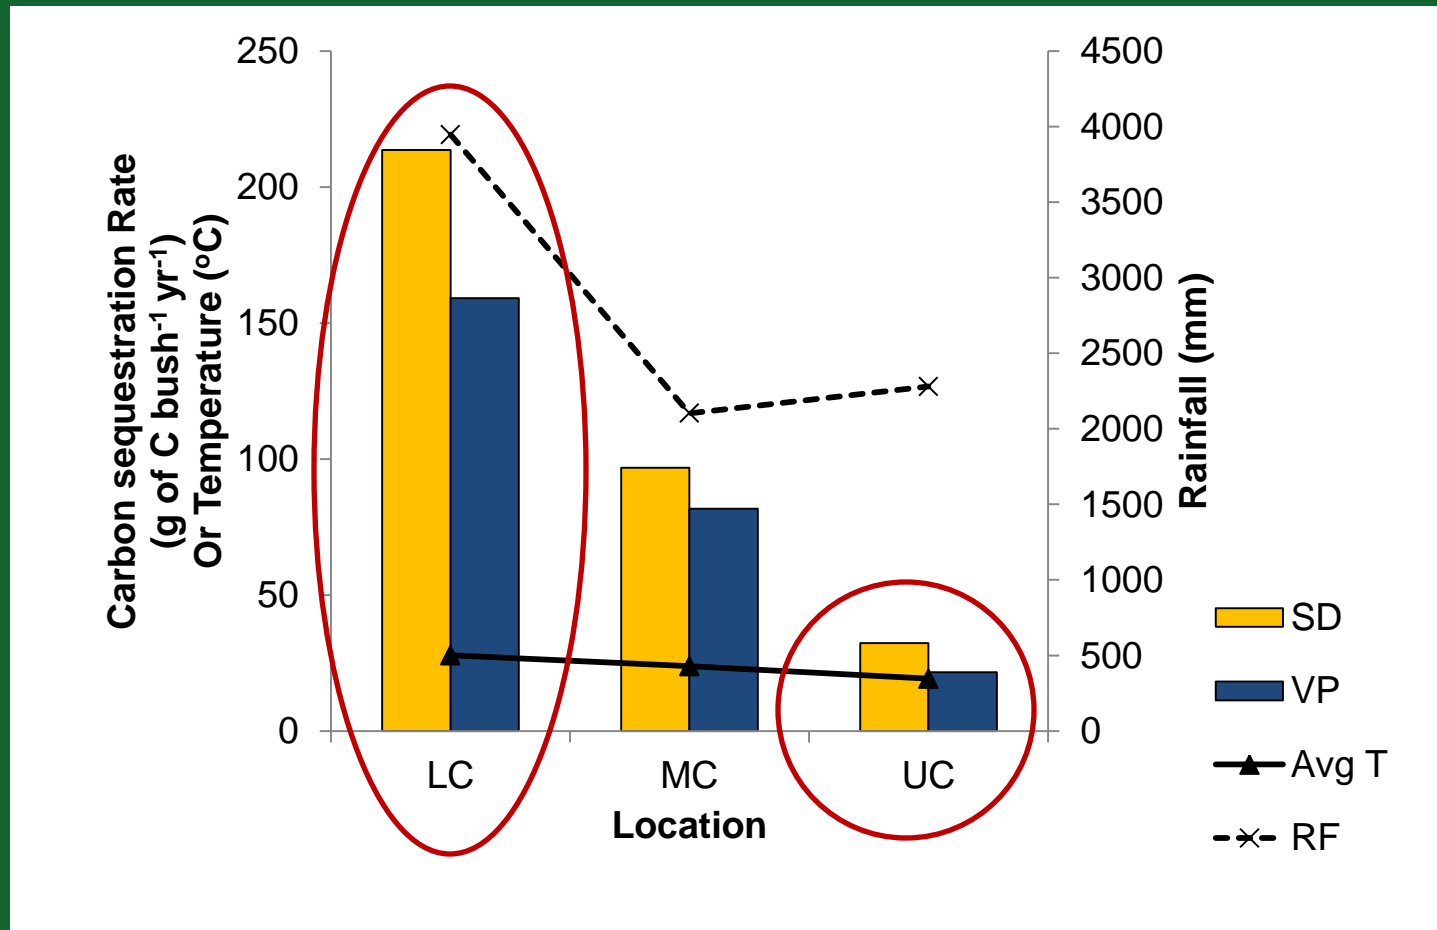 250
200
150
100
50
0
Carbon sequestration Rate
(g of C bush⁻¹ yr⁻¹)
Or Temperature (ºC)
4500
4000
3500
3000
2500
2000
1500
1000
500
0
Rainfall (mm)
LC MC UC
Location
SD
VP
Avg T
RF